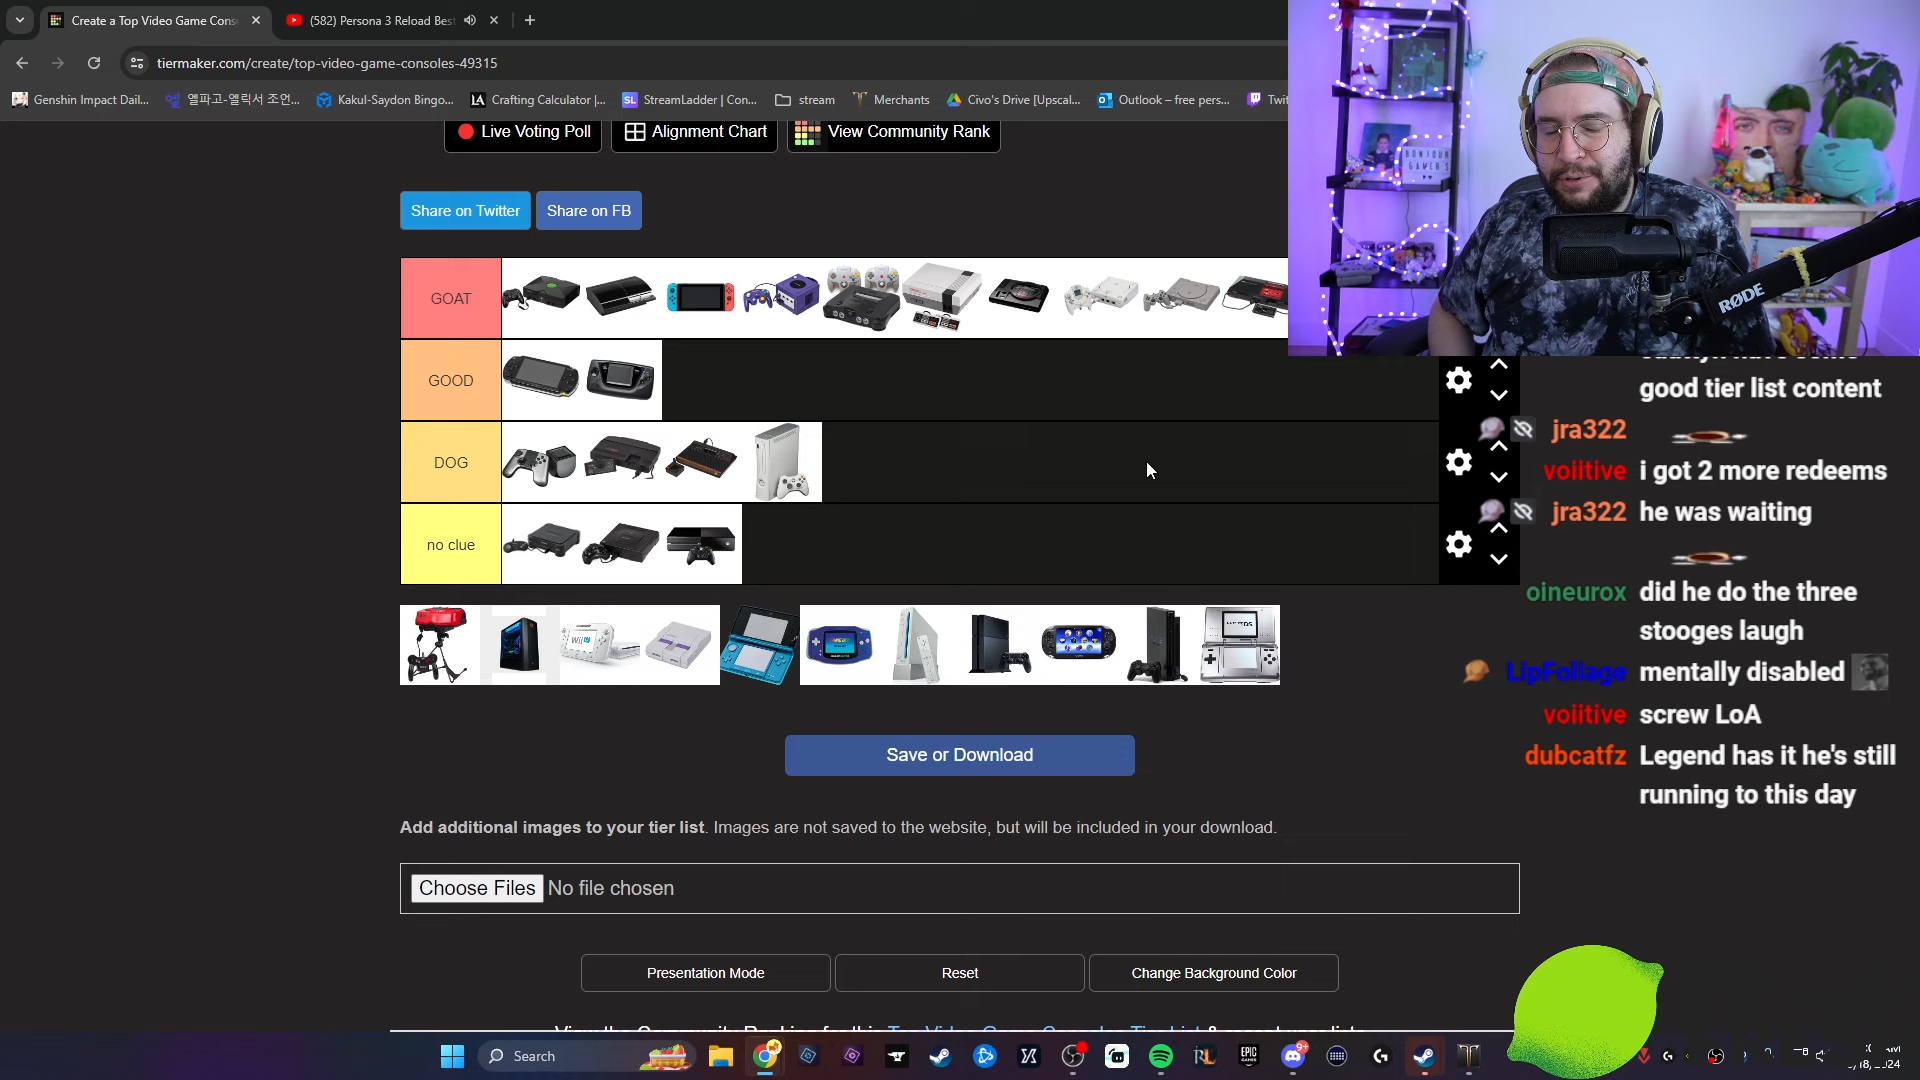 Create a Top Video Game Cons
(582) Persona 3 Reload Bes
tiermaker.com/create/top-video-game-consoles-49315
Genshin Impact Dail...
엘파고-엘릭서 조언...
Kakul-Saydon Bingo...
Crafting Calculator |...
StreamLadder | Con...
stream
Merchants
Civo's Drive [Upscal...
Outlook – free pers...
Live Voting Poll
Alignment Chart
View Community Rank
Share on Twitter
Share on FB
BONJOUR
GAMERS
RØDE
GOAT
GOOD
DOG
no clue
good tier list content
jra322
voiitive i got 2 more redeems
jra322 he was waiting
oineurox did he do the three
stooges laugh
LipFoliage mentally disabled
voiitive screw LoA
dubcatfz Legend has it he's still
running to this day
Save or Download
Add additional images to your tier list. Images are not saved to the website, but will be included in your download.
Choose Files No file chosen
Presentation Mode
Reset
Change Background Color
Search